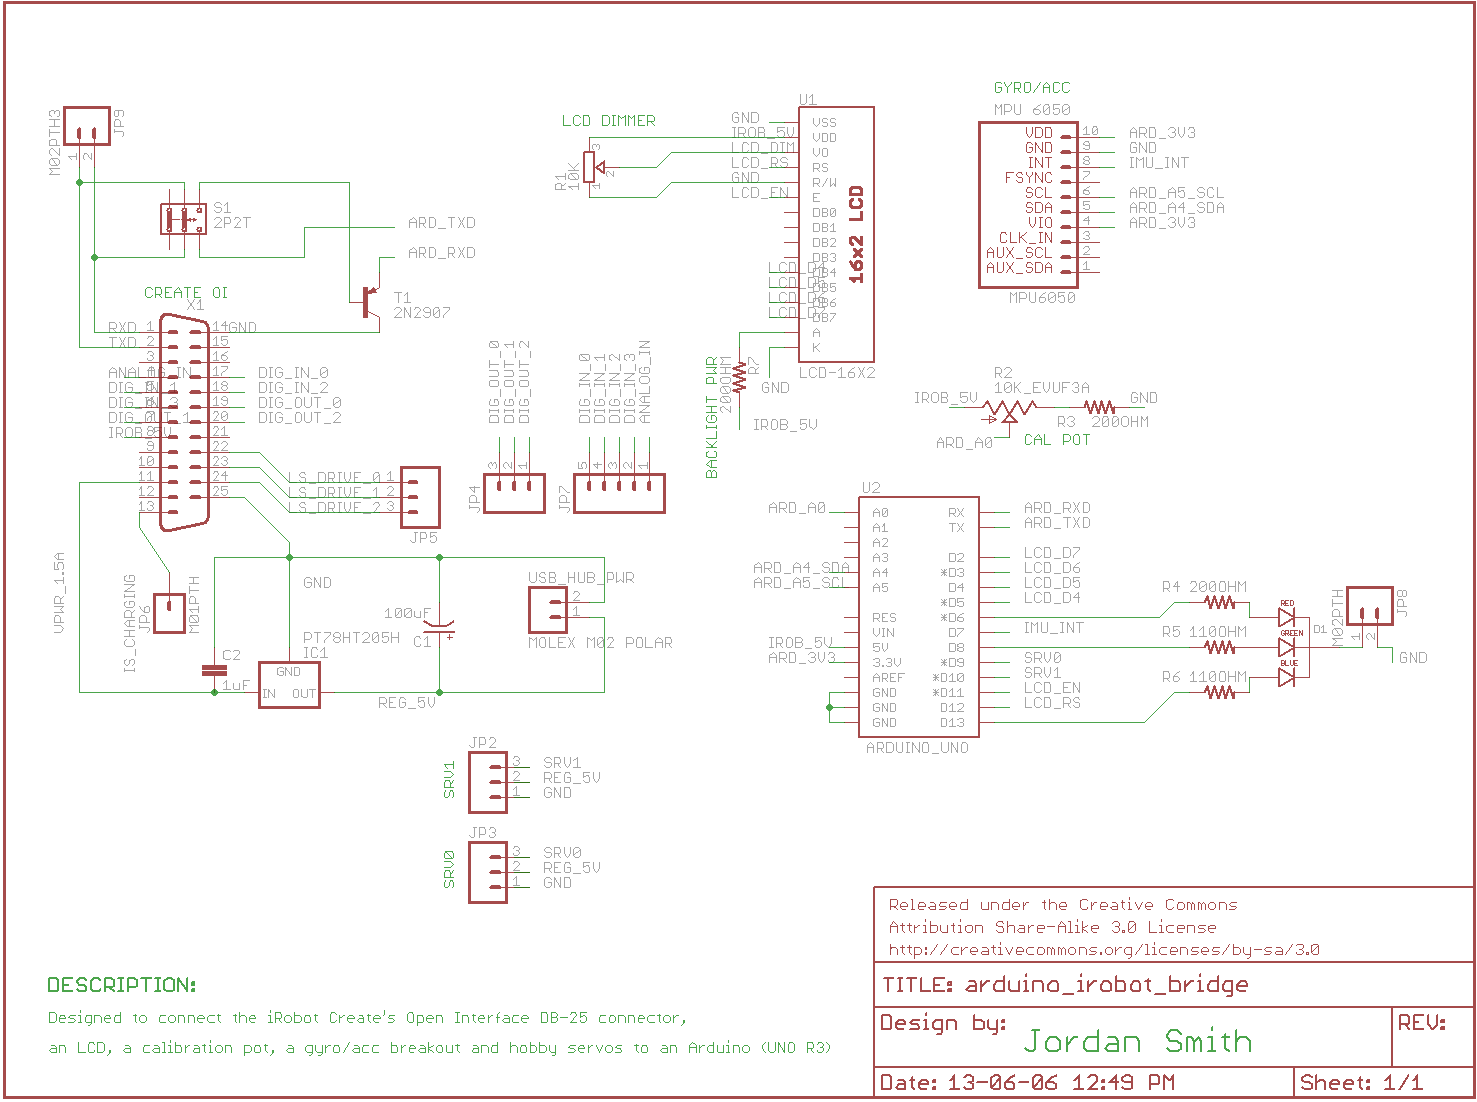 GYRO/ACC
MPU 6050
VDD 10 ARD_3V3
GND 9 GND
INT 8 IMU_INT
FSYNC 7
SCL 6 ARD_A5_SCL
SDA 5 ARD_A4_SDA
VIO 4 ARD_3V3
CLK_IN 3
AUX_SCL 2
AUX_SDA 1
MPU6050
M02PTH3
JP9
1 2
S1
2P2T
ARD_TXD
ARD_RXD
T1
2N2907
LCD DIMMER
R1
10K
3
2
1
U1
GND VSS
IROB_5V VDD
LCD_DIM VO
LCD_RS RS
GND R/W
LCD_EN E
DB0
DB1
DB2
DB3
LCD_D4 DB4
LCD_D5 DB5
LCD_D6 DB6
LCD_D7 DB7
A
K
16x2 LCD
LCD-16X2
GND
BACKLIGHT PWR
200OHM
R7
IROB_5V
CREATE OI
X1
RXD 1 14 GND
TXD 2 15
3 16
ANALOG_IN 4 17 DIG_IN_0
DIG_IN_1 5 18 DIG_IN_2
DIG_IN_3 6 19 DIG_OUT_0
DIG_OUT_1 7 20 DIG_OUT_2
IROB_5V 8 21
9 22
10 23
11 24
12 25
13
LS_DRIVE_0 1
LS_DRIVE_1 2
LS_DRIVE_2 3
JP5
DIG_OUT_0
DIG_OUT_1
DIG_OUT_2
3 2 1
JP4
DIG_IN_0
DIG_IN_1
DIG_IN_2
DIG_IN_3
ANALOG_IN
5 4 3 2 1
JP7
R2
10K_EVUF3A
IROB_5V
GND
R3 200OHM
ARD_A0
CAL POT
U2
ARD_A0 A0 RX ARD_RXD
A1 TX ARD_TXD
A2
A3 D2 LCD_D7
ARD_A4_SDA A4 *D3 LCD_D6
ARD_A5_SCL A5 D4 LCD_D5
*D5 LCD_D4
RES *D6
VIN D7 IMU_INT
IROB_5V 5V D8
ARD_3V3 3.3V *D9 SRV0
AREF *D10 SRV1
GND *D11 LCD_EN
GND D12 LCD_RS
GND D13
ARDUINO_UNO
R4 200OHM
R5 110OHM
R6 110OHM
RED
GREEN
BLUE
D1
M02PTH
JP8
1 2
GND
VPWR_1.5A
IS_CHARGING
JP6
M01PTH
GND
100uF
C1
+
C2
1uF
PT78HT205H
IC1
GND
IN OUT
REG_5V
USB_HUB_PWR
2
1
MOLEX M02 POLAR
JP2
SRV1
3 SRV1
2 REG_5V
1 GND
JP3
SRV0
3 SRV0
2 REG_5V
1 GND
Released under the Creative Commons
Attribution Share-Alike 3.0 License
http://creativecommons.org/licenses/by-sa/3.0
TITLE: arduino_irobot_bridge
Design by:
Jordan Smith
REV:
Date: 13-06-06 12:49 PM
Sheet: 1/1
DESCRIPTION:
Designed to connect the iRobot Create's Open Interface DB-25 connector,
an LCD, a calibration pot, a gyro/acc breakout and hobby servos to an Arduino (UNO R3)